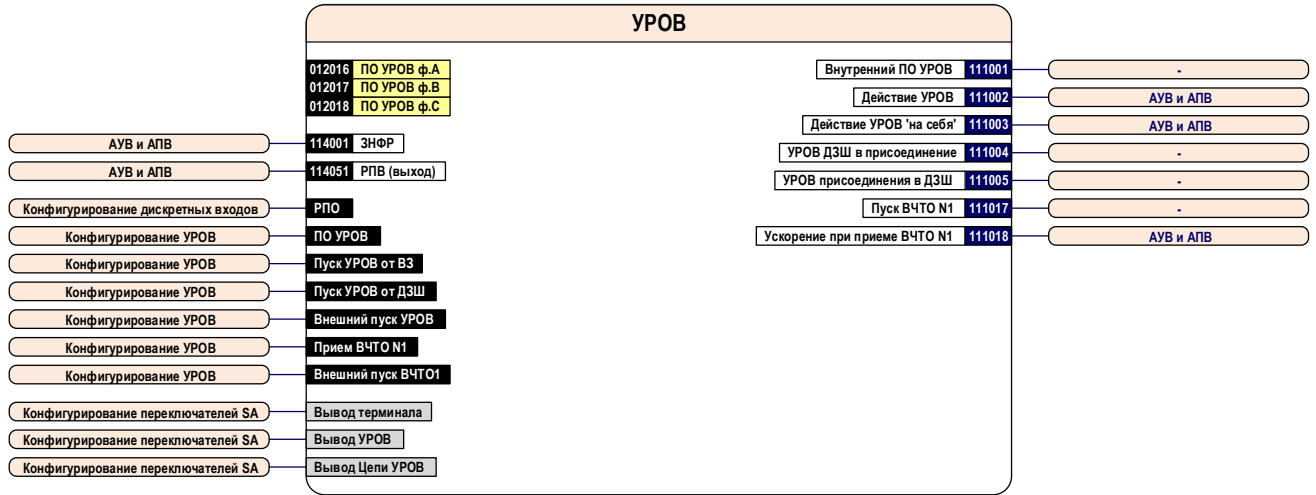 УРОВ
012016 ПО УРОВ ф.А
012017 ПО УРОВ ф.В
012018 ПО УРОВ ф.С
АУВ и АПВ 114001 ЗНФР
АУВ и АПВ 114051 РПВ (выход)
Конфигурирование дискретных входов РПО
Конфигурирование УРОВ ПО УРОВ
Конфигурирование УРОВ Пуск УРОВ от ВЗ
Конфигурирование УРОВ Пуск УРОВ от ДЗШ
Конфигурирование УРОВ Внешний пуск УРОВ
Конфигурирование УРОВ Прием ВЧТО N1
Конфигурирование УРОВ Внешний пуск ВЧТО1
Конфигурирование переключателей SA Вывод терминала
Конфигурирование переключателей SA Вывод УРОВ
Конфигурирование переключателей SA Вывод Цепи УРОВ
Внутренний ПО УРОВ 111001 -
Действие УРОВ 111002 АУВ и АПВ
Действие УРОВ 'на себя' 111003 АУВ и АПВ
УРОВ ДЗШ в присоединение 111004 -
УРОВ присоединения в ДЗШ 111005 -
Пуск ВЧТО N1 111017 -
Ускорение при приеме ВЧТО N1 111018 АУВ и АПВ